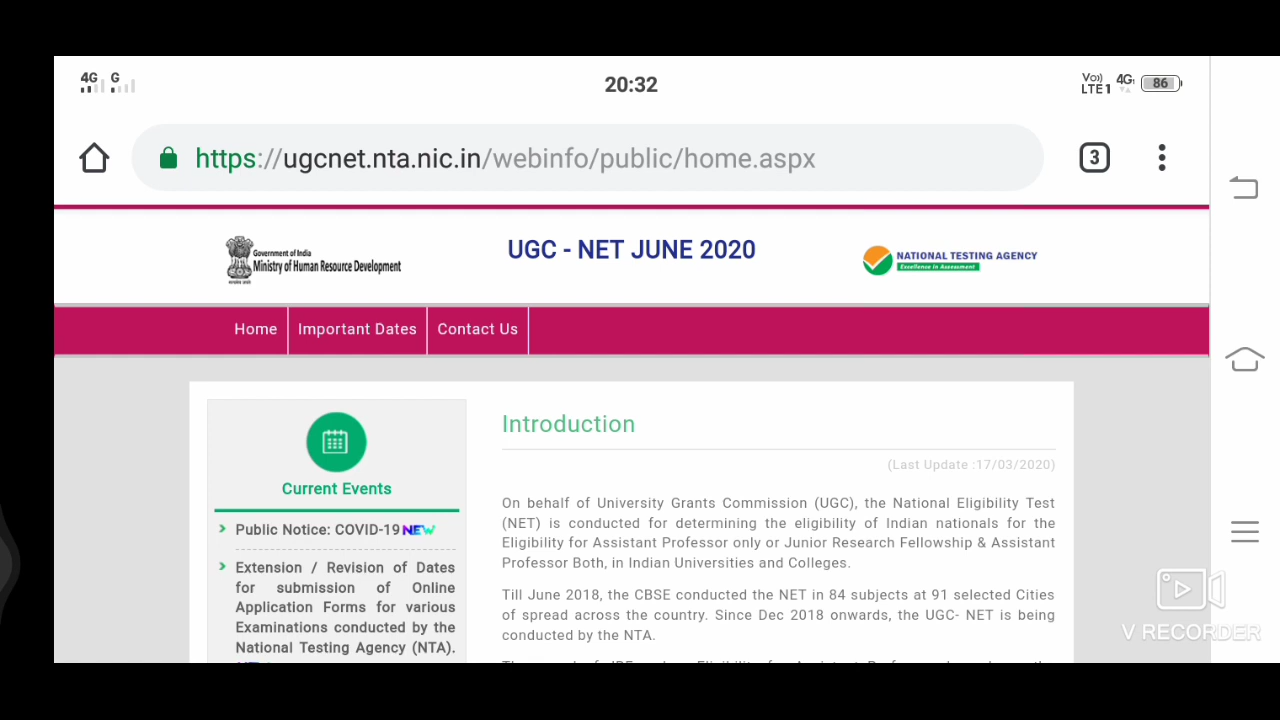 4G G
20:32
Vo))
LTE 1
4G
86
https://ugcnet.nta.nic.in/webinfo/public/home.aspx
3
Government of India
Ministry of Human Resource Development
UGC - NET JUNE 2020
NATIONAL TESTING AGENCY
Excellence in Assessment
Home
Important Dates
Contact Us
Current Events
Public Notice: COVID-19 NEW
Extension / Revision of Dates
for submission of Online
Application Forms for various
Examinations conducted by the
National Testing Agency (NTA).
Introduction
(Last Update :17/03/2020)
On behalf of University Grants Commission (UGC), the National Eligibility Test
(NET) is conducted for determining the eligibility of Indian nationals for the
Eligibility for Assistant Professor only or Junior Research Fellowship & Assistant
Professor Both, in Indian Universities and Colleges.
Till June 2018, the CBSE conducted the NET in 84 subjects at 91 selected Cities
of spread across the country. Since Dec 2018 onwards, the UGC- NET is being
conducted by the NTA.
V RECORDER